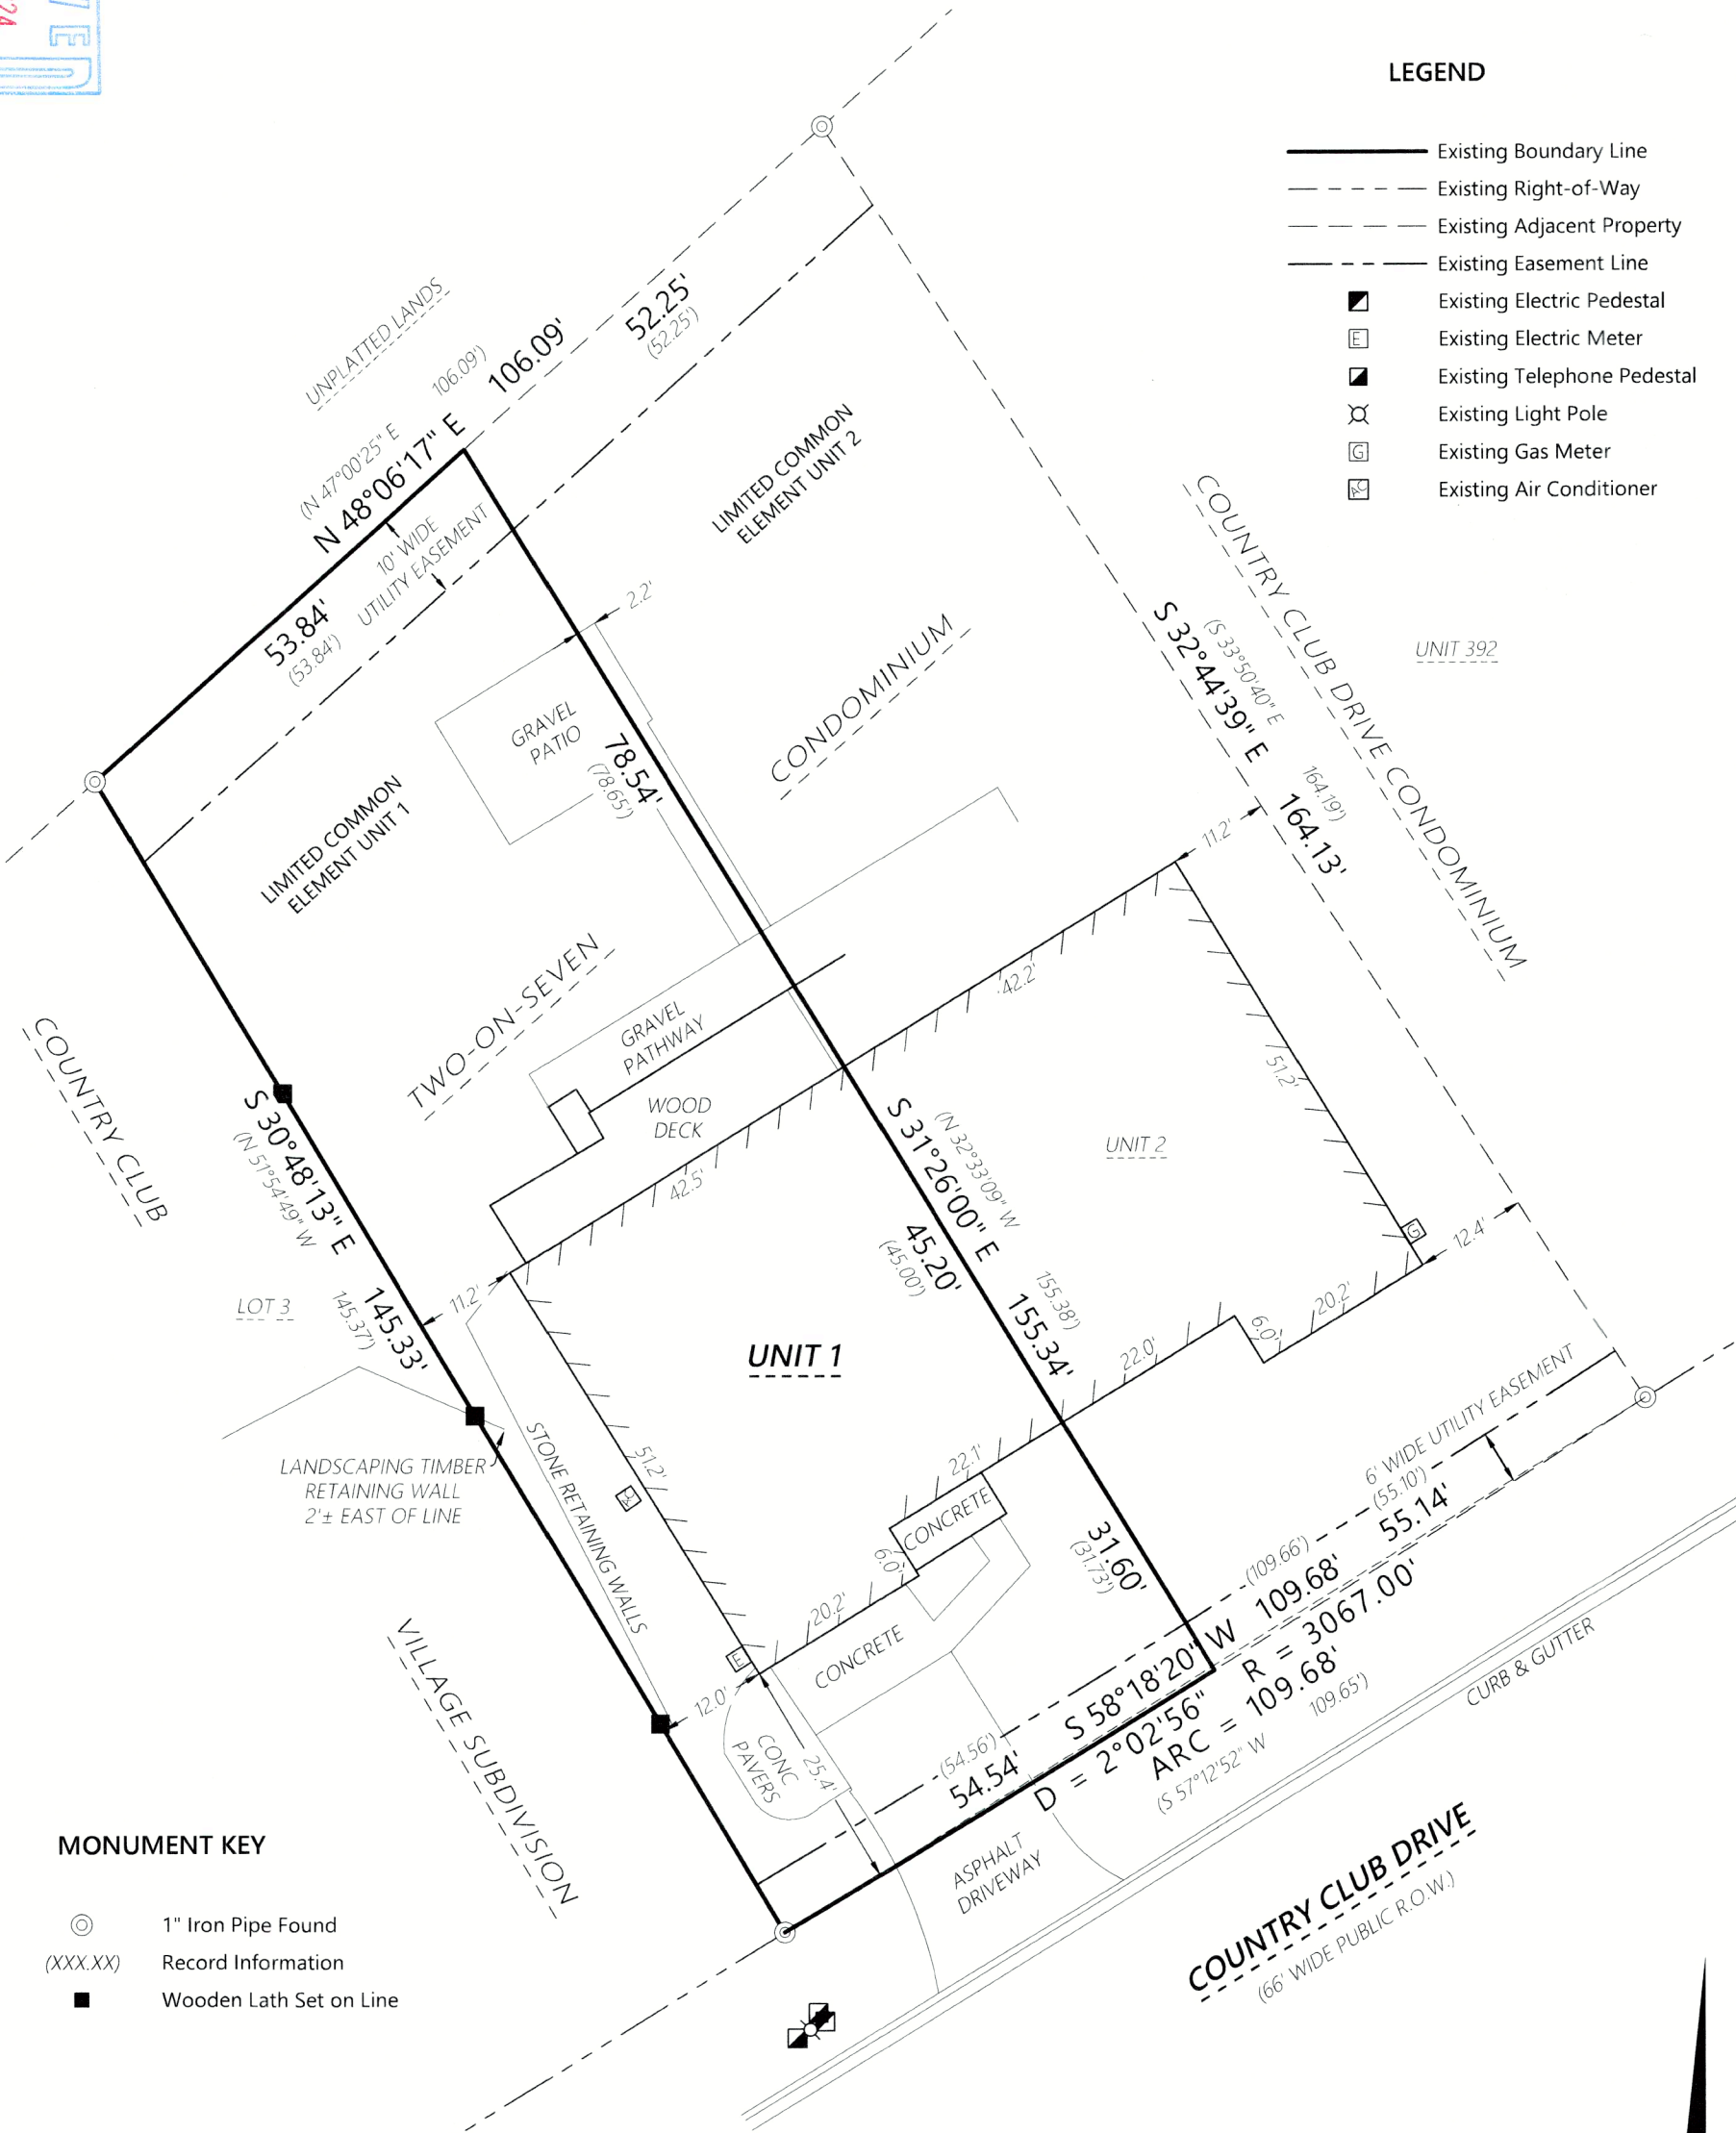 VED
24
LEGEND
Existing Boundary Line
Existing Right-of-Way
Existing Adjacent Property
Existing Easement Line
Existing Electric Pedestal
E Existing Electric Meter
Existing Telephone Pedestal
Existing Light Pole
G Existing Gas Meter
AC Existing Air Conditioner
UNPLATTED LANDS
(N 47°00'25" E 106.09')
N 48°06'17" E 106.09'
52.25'
(52.25')
53.84'
(53.84')
10' WIDE
UTILITY EASEMENT
LIMITED COMMON
ELEMENT UNIT 2
2.2'
GRAVEL
PATIO
78.54'
(78.65')
CONDOMINIUM
COUNTRY CLUB DRIVE CONDOMINIUM
UNIT 392
(S 33°50'40" E 164.19')
S 32°44'39" E 164.13'
LIMITED COMMON
ELEMENT UNIT 1
TWO-ON-SEVEN
11.2'
42.2'
51.2'
GRAVEL
PATHWAY
WOOD
DECK
42.5'
COUNTRY CLUB
S 30°48'13" E 145.33'
(N 51°54'49" W 145.37')
LOT 3
11.2'
(N 32°33'09" W 155.38')
S 31°26'00" E 155.34'
45.20'
(45.00')
UNIT 2
G
12.4'
UNIT 1
22.0'
6.0'
20.2'
LANDSCAPING TIMBER
RETAINING WALL
2'± EAST OF LINE
STONE RETAINING WALLS
51.2'
AC
22.1'
CONCRETE
6.0'
20.2'
CONCRETE
31.60'
(31.73')
6' WIDE UTILITY EASEMENT
(55.10')
55.14'
(109.66')
S 58°18'20" W 109.68'
D = 2°02'56" R = 3067.00'
ARC = 109.68'
(S 57°12'52" W 109.65')
CURB & GUTTER
E
12.0'
CONC
PAVERS
25.4'
(54.56')
54.54'
ASPHALT
DRIVEWAY
VILLAGE SUBDIVISION
COUNTRY CLUB DRIVE
(66' WIDE PUBLIC R.O.W.)
MONUMENT KEY
1" Iron Pipe Found
(XXX.XX) Record Information
Wooden Lath Set on Line